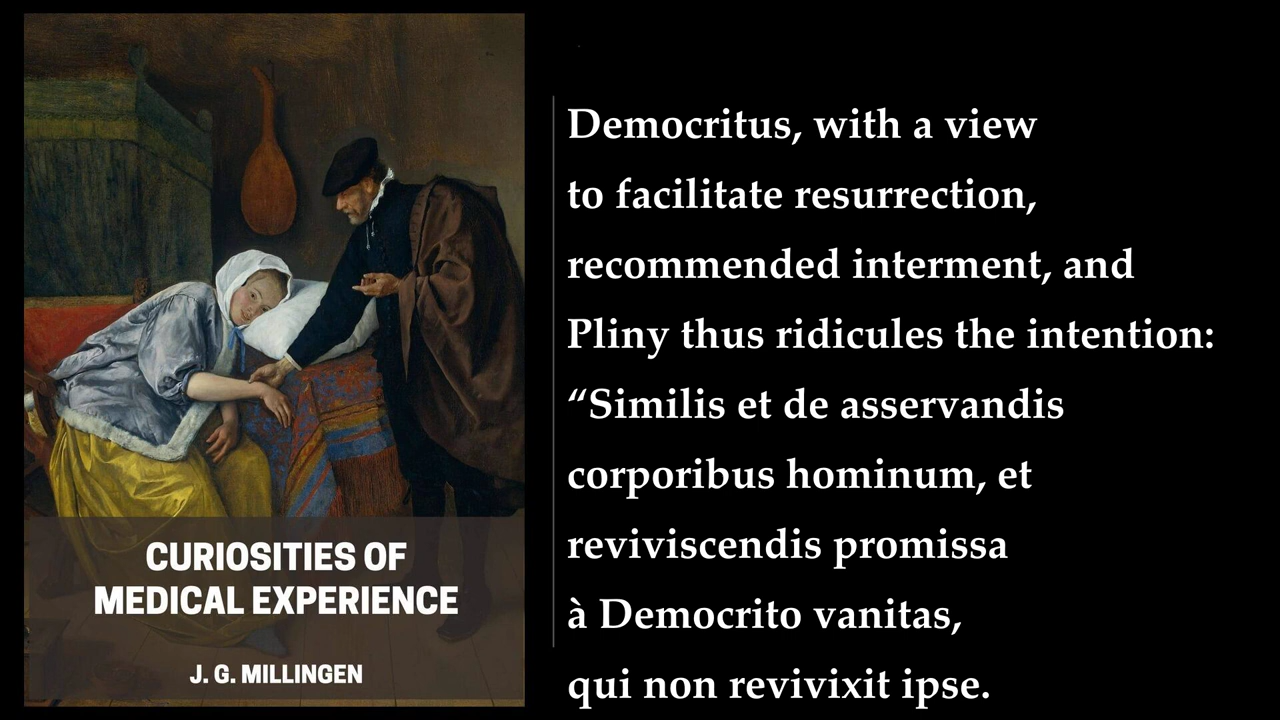 CURIOSITIES OF
MEDICAL EXPERIENCE
J. G. MILLINGEN
Democritus, with a view
to facilitate resurrection,
recommended interment, and
Pliny thus ridicules the intention:
“Similis et de asservandis
corporibus hominum, et
reviviscendis promissa
à Democrito vanitas,
qui non revivixit ipse.